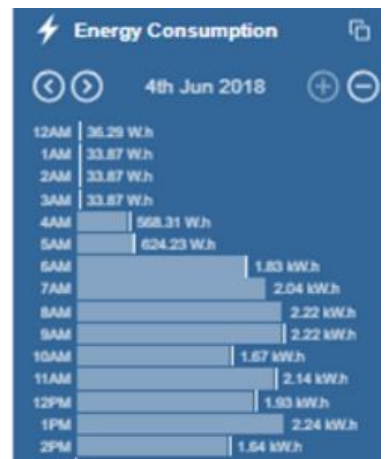 Energy Consumption
4th Jun 2018
12AM 36.29 W.h
1AM 33.87 W.h
2AM 33.87 W.h
3AM 33.87 W.h
4AM 568.31 W.h
5AM 624.23 W.h
6AM 1.83 kW.h
7AM 2.04 kW.h
8AM 2.22 kW.h
9AM 2.22 kW.h
10AM 1.67 kW.h
11AM 2.14 kW.h
12PM 1.93 kW.h
1PM 2.24 kW.h
2PM 1.64 kW.h